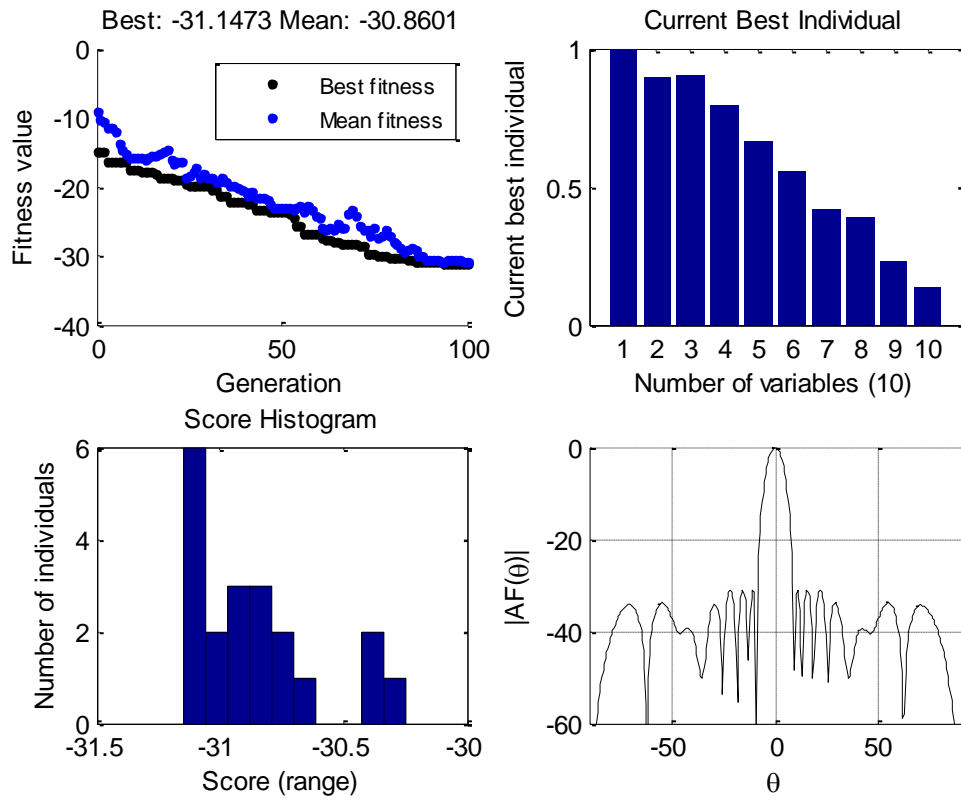 Best: -31.1473 Mean: -30.8601
0
-10
-20
-30
-40
Fitness value
Best fitness
Mean fitness
0
50
100
Generation
Current Best Individual
1
0.5
0
Current best individual
1 2 3 4 5 6 7 8 9 10
Number of variables (10)
Score Histogram
6
4
2
0
Number of individuals
-31.5
-31
-30.5
-30
Score (range)
0
-20
-40
-60
|AF(θ)|
-50
0
50
θ